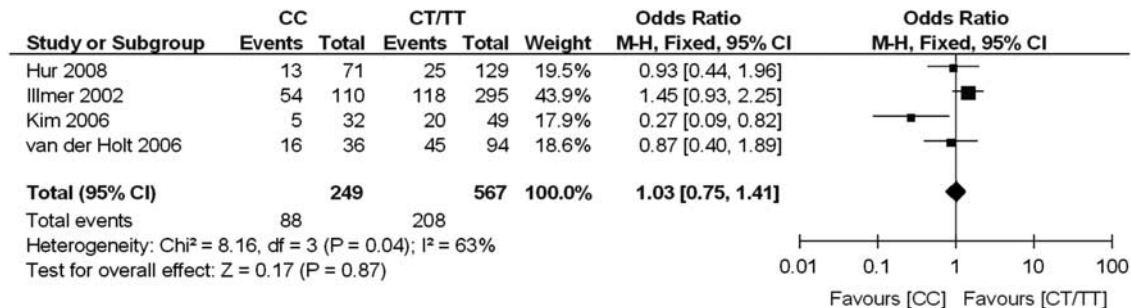 CC CT/TT Odds Ratio Odds Ratio
Study or Subgroup Events Total Events Total Weight M-H, Fixed, 95% CI M-H, Fixed, 95% CI
Hur 2008 13 71 25 129 19.5% 0.93 [0.44, 1.96]
Illmer 2002 54 110 118 295 43.9% 1.45 [0.93, 2.25]
Kim 2006 5 32 20 49 17.9% 0.27 [0.09, 0.82]
van der Holt 2006 16 36 45 94 18.6% 0.87 [0.40, 1.89]
Total (95% CI) 249 567 100.0% 1.03 [0.75, 1.41]
Total events 88 208
Heterogeneity: Chi² = 8.16, df = 3 (P = 0.04); I² = 63%
Test for overall effect: Z = 0.17 (P = 0.87)
0.01 0.1 1 10 100
Favours [CC] Favours [CT/TT]